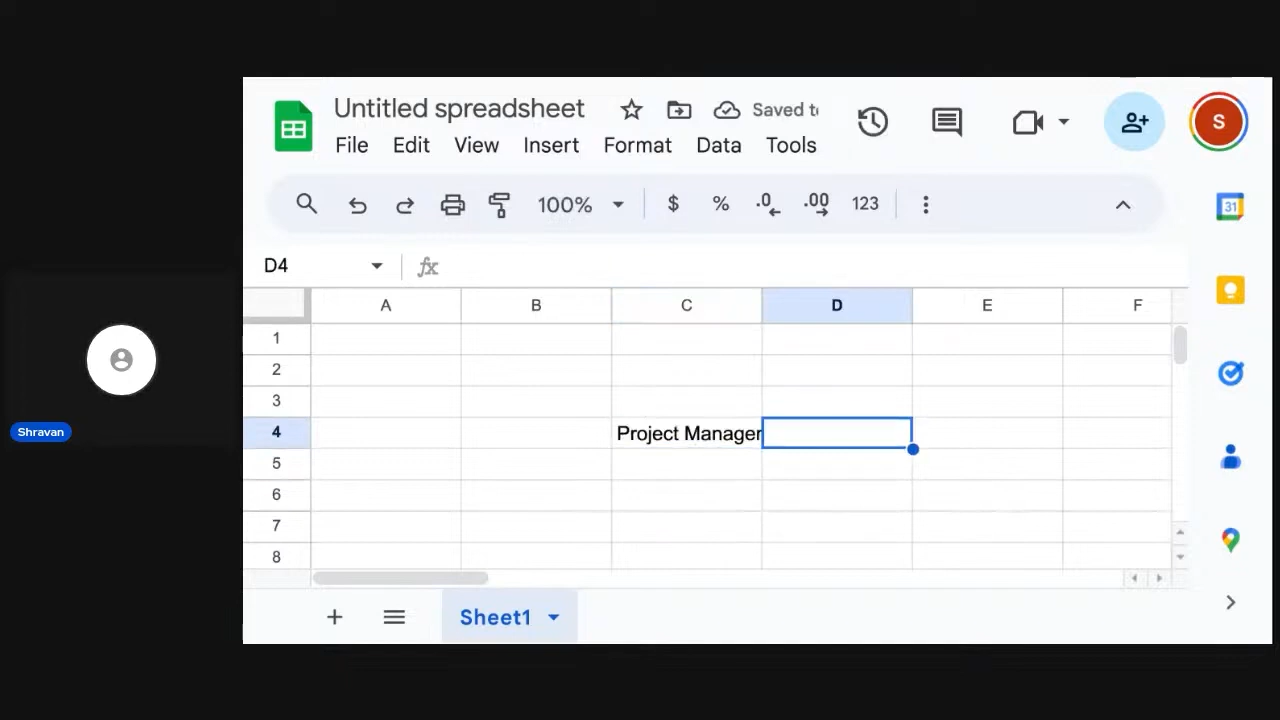 Untitled spreadsheet
Saved to
S
File Edit View Insert Format Data Tools
100% $ % .0 .00 123
31
D4
fx
A B C D E F
1
2
3
4 Project Manager
5
6
7
8
Shravan
Sheet1